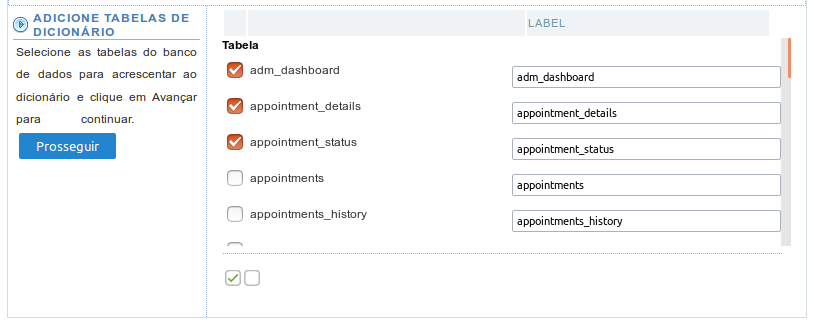 ADICIONE TABELAS DE
DICIONÁRIO
Selecione as tabelas do banco
de dados para acrescentar ao
dicionário e clique em Avançar
para continuar.
Prosseguir
LABEL
Tabela
adm_dashboard
adm_dashboard
appointment_details
appointment_details
appointment_status
appointment_status
appointments
appointments
appointments_history
appointments_history